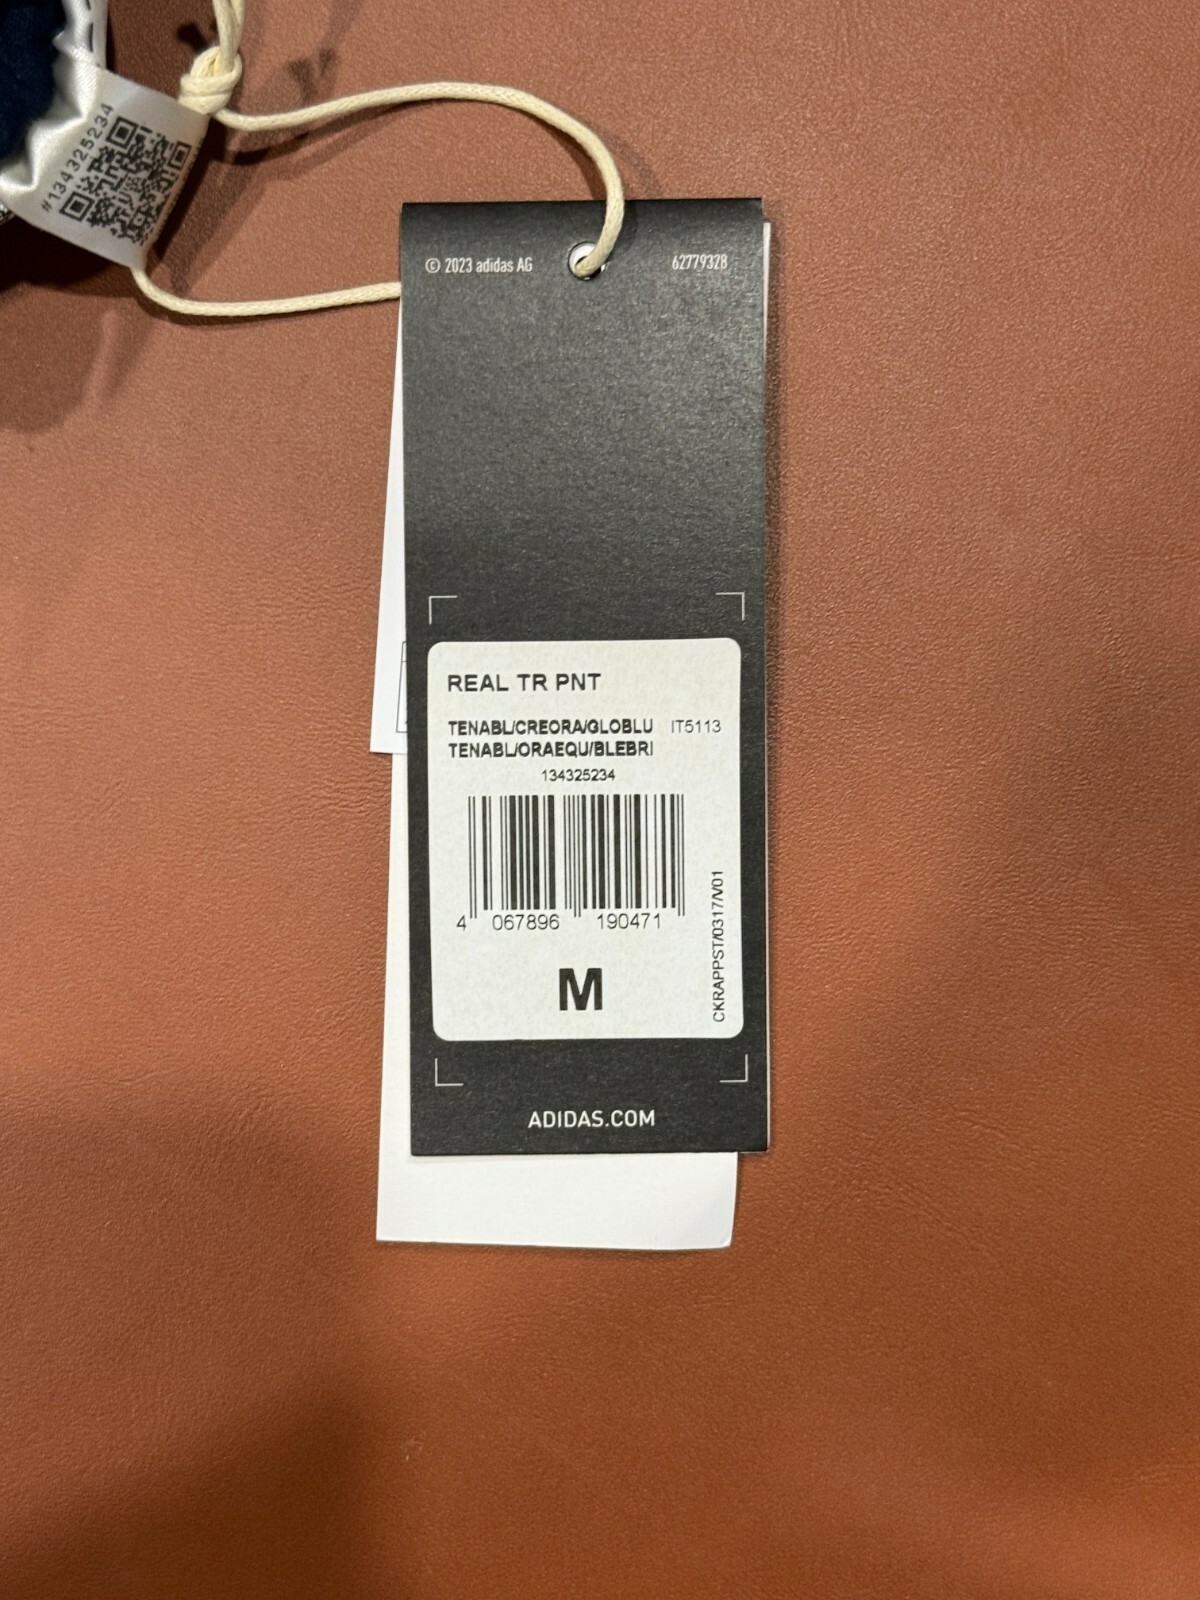 #134325234
© 2023 adidas AG
62779328
REAL TR PNT
TENABL/CREORA/GLOBLU IT5113
TENABL/ORAEQU/BLEBRI
134325234
4 067896 190471
CKRAPPST/0317/V01
M
ADIDAS.COM